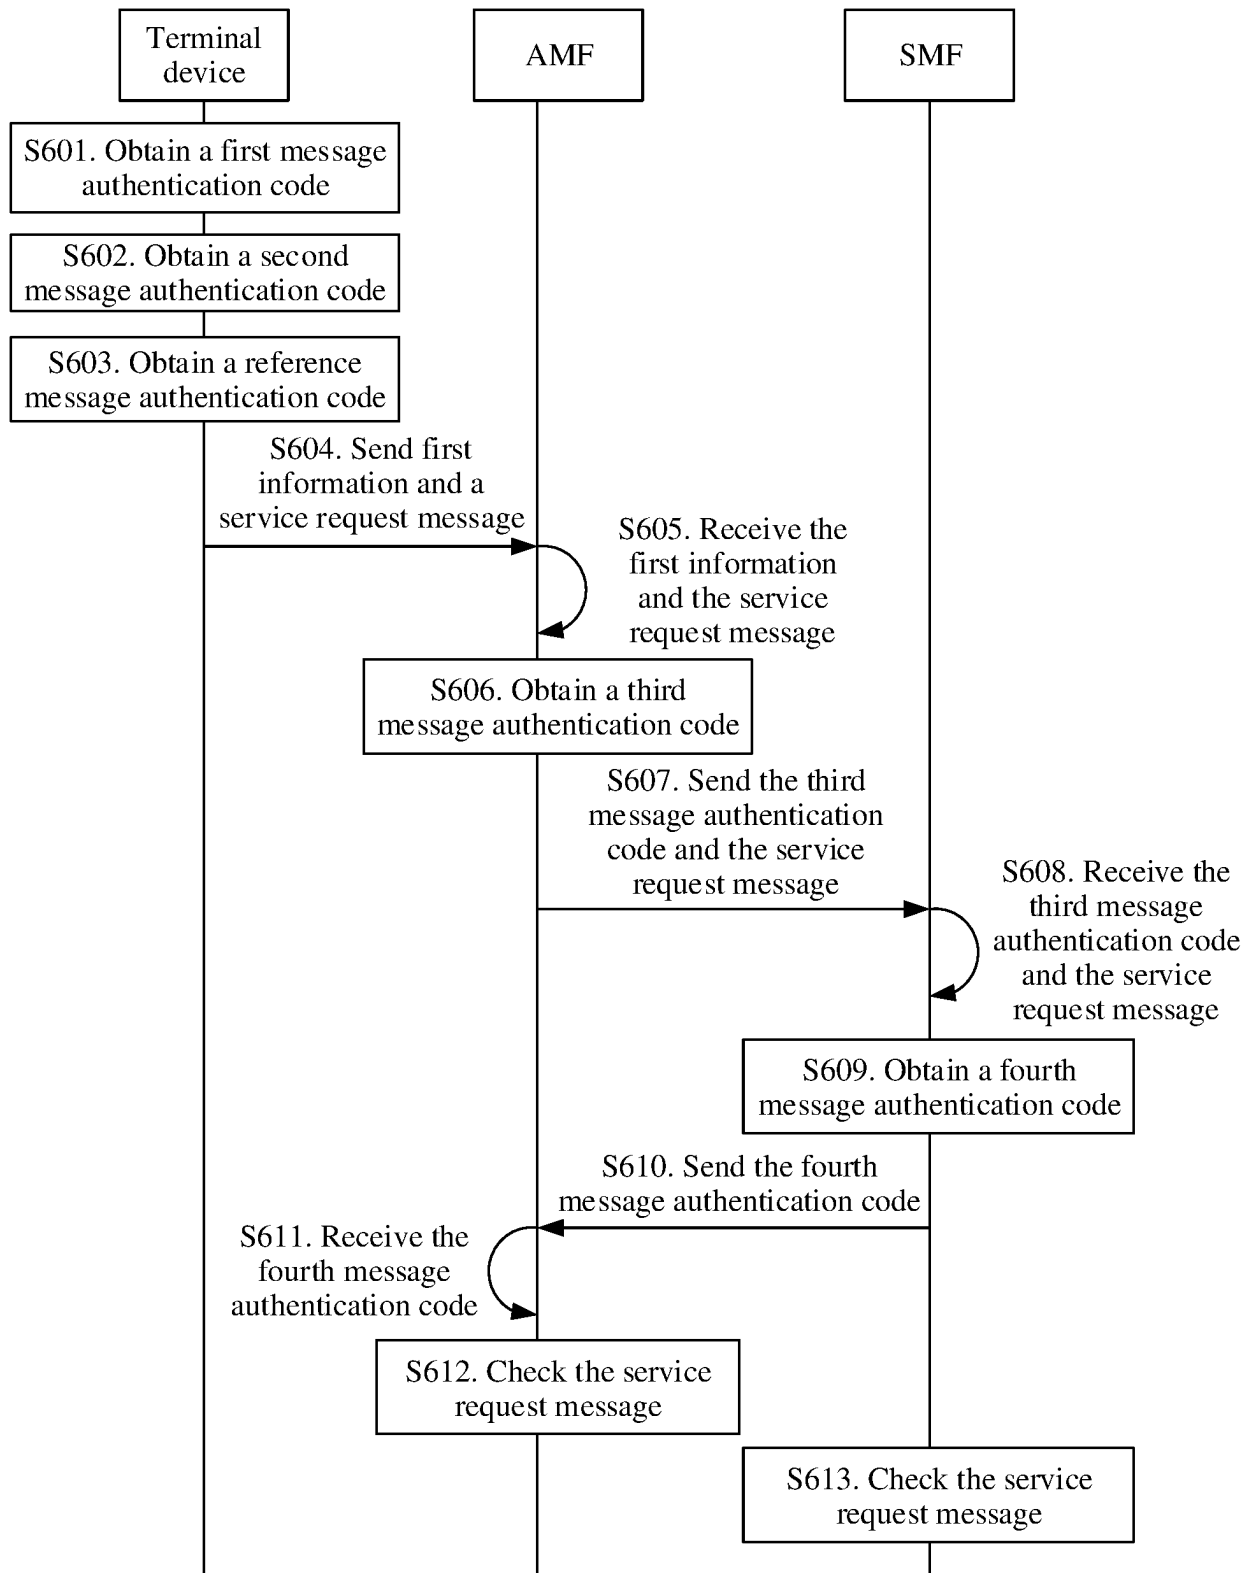 Terminal
device
AMF
SMF
S601. Obtain a first message
authentication code
S602. Obtain a second
message authentication code
S603. Obtain a reference
message authentication code
S604. Send first
information and a
service request message
S605. Receive the
first information
and the service
request message
S606. Obtain a third
message authentication code
S607. Send the third
message authentication
code and the service
request message
S608. Receive the
third message
authentication code
and the service
request message
S609. Obtain a fourth
message authentication code
S610. Send the fourth
message authentication code
S611. Receive the
fourth message
authentication code
S612. Check the service
request message
S613. Check the service
request message